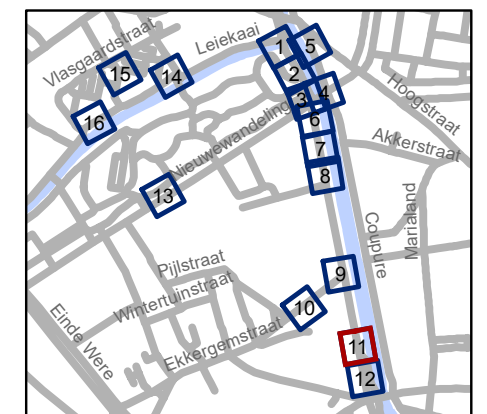 Vlasgaardstraat
Leiekaai
1
5
2
15
14
3
4
16
6
Hoogstraat
Nieuwewandeling
Akkerstraat
7
8
13
Marialand
Coupure
Pijlstraat
9
Wintertuinstraat
10
Einde Were
Ekkergemstraat
11
12